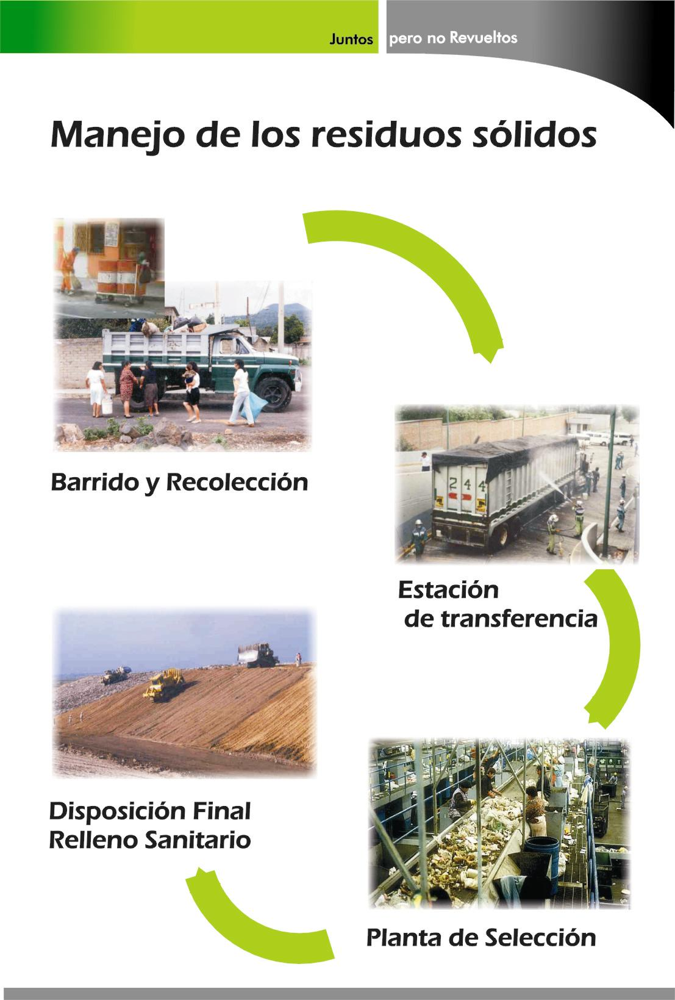 Juntos pero no Revueltos
Manejo de los residuos sólidos
Barrido y Recolección
244
Estación
de transferencia
Disposición Final
Relleno Sanitario
Planta de Selección